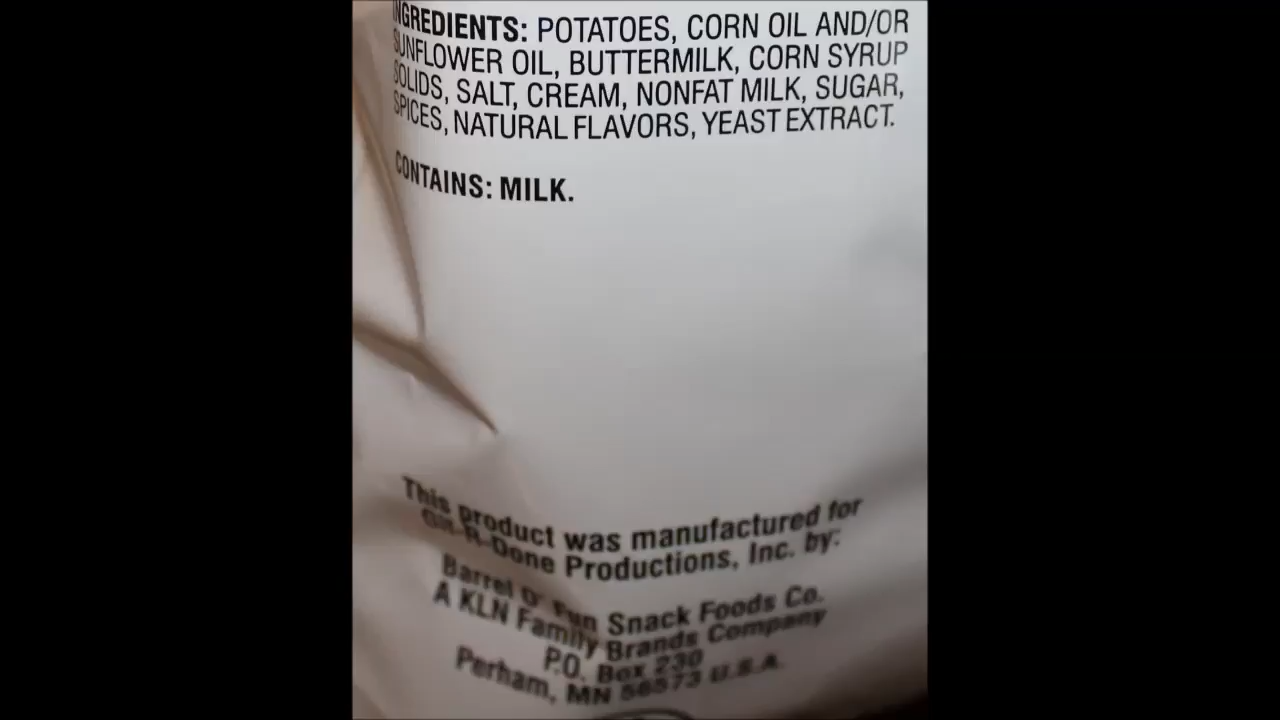 INGREDIENTS: POTATOES, CORN OIL AND/OR
SUNFLOWER OIL, BUTTERMILK, CORN SYRUP
SOLIDS, SALT, CREAM, NONFAT MILK, SUGAR,
SPICES, NATURAL FLAVORS, YEAST EXTRACT.
CONTAINS: MILK.
This product was manufactured for
Git-R-Done Productions, Inc. by:
Barrel O' Fun Snack Foods Co.
A KLN Family Brands Company
P.O. Box 230
Perham, MN 56573 U.S.A.